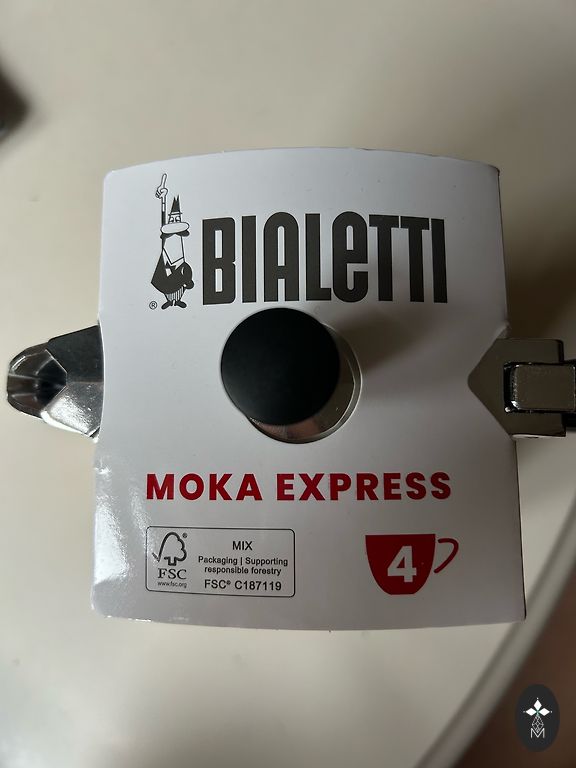 BIALETTI
®
MOKA EXPRESS
FSC
www.fsc.org
MIX
Packaging | Supporting
responsible forestry
FSC® C187119
4
M